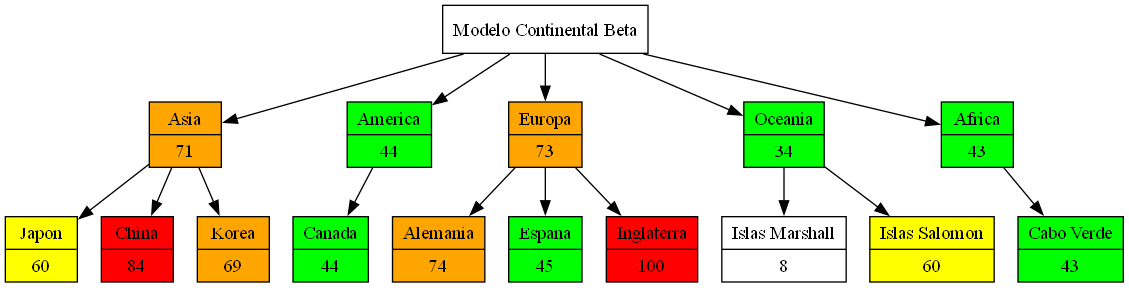 Modelo Continental Beta
Asia
71
America
44
Europa
73
Oceania
34
Africa
43
Japon
60
China
84
Korea
69
Canada
44
Alemania
74
Espana
45
Inglaterra
100
Islas Marshall
8
Islas Salomon
60
Cabo Verde
43